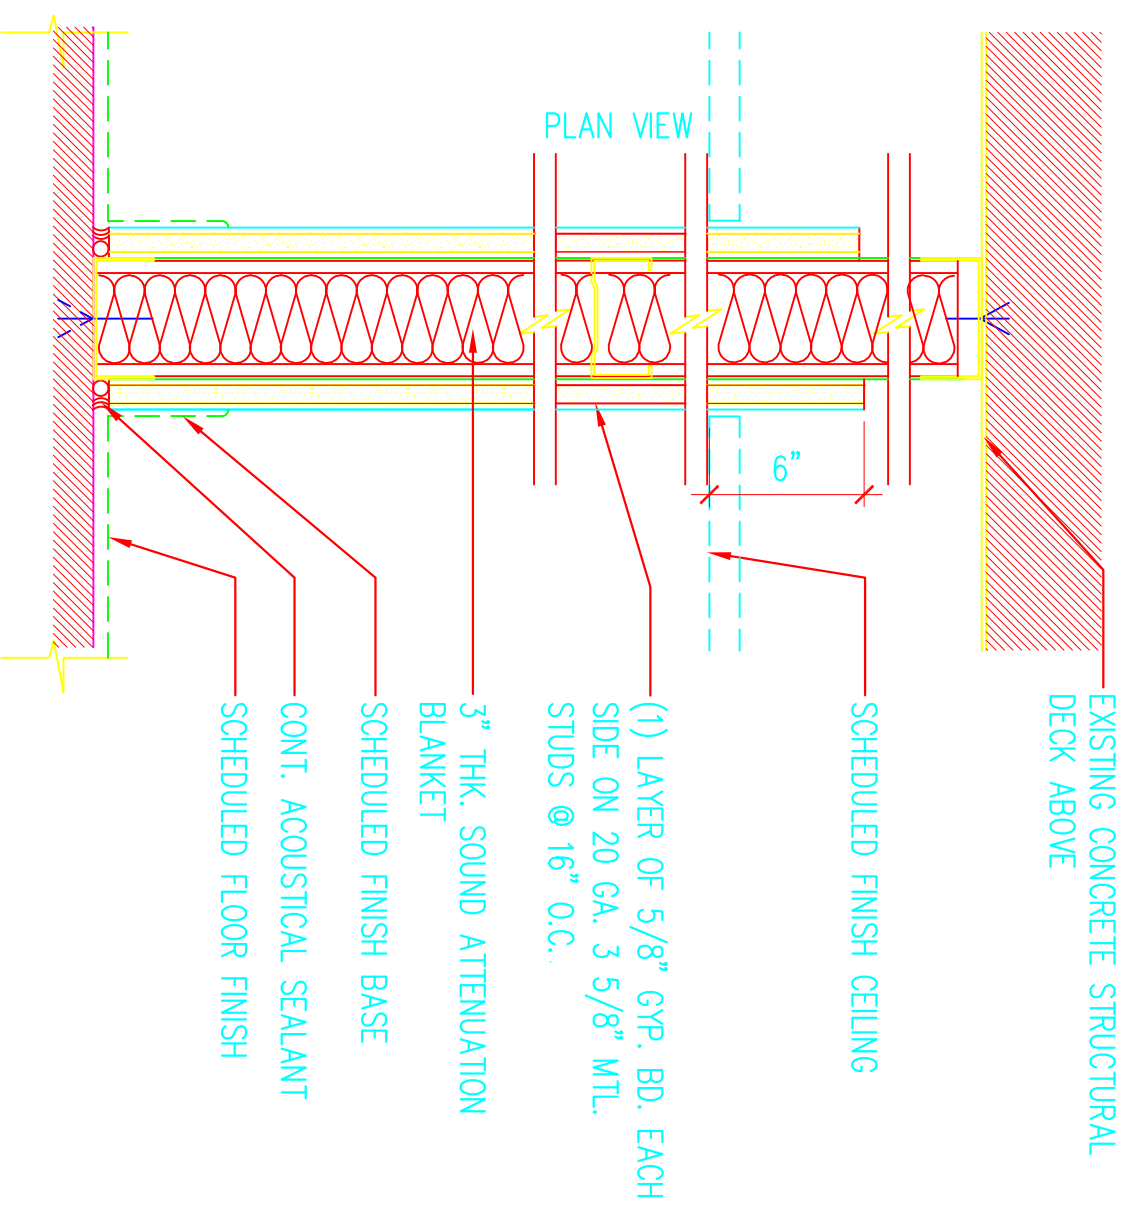 PLAN VIEW
6"
EXISTING CONCRETE STRUCTURAL
DECK ABOVE
SCHEDULED FINISH CEILING
(1) LAYER OF 5/8" GYP. BD. EACH
SIDE ON 20 GA. 3 5/8" MTL.
STUDS @ 16" O.C.
3" THK. SOUND ATTENUATION
BLANKET
SCHEDULED FINISH BASE
CONT. ACOUSTICAL SEALANT
SCHEDULED FLOOR FINISH